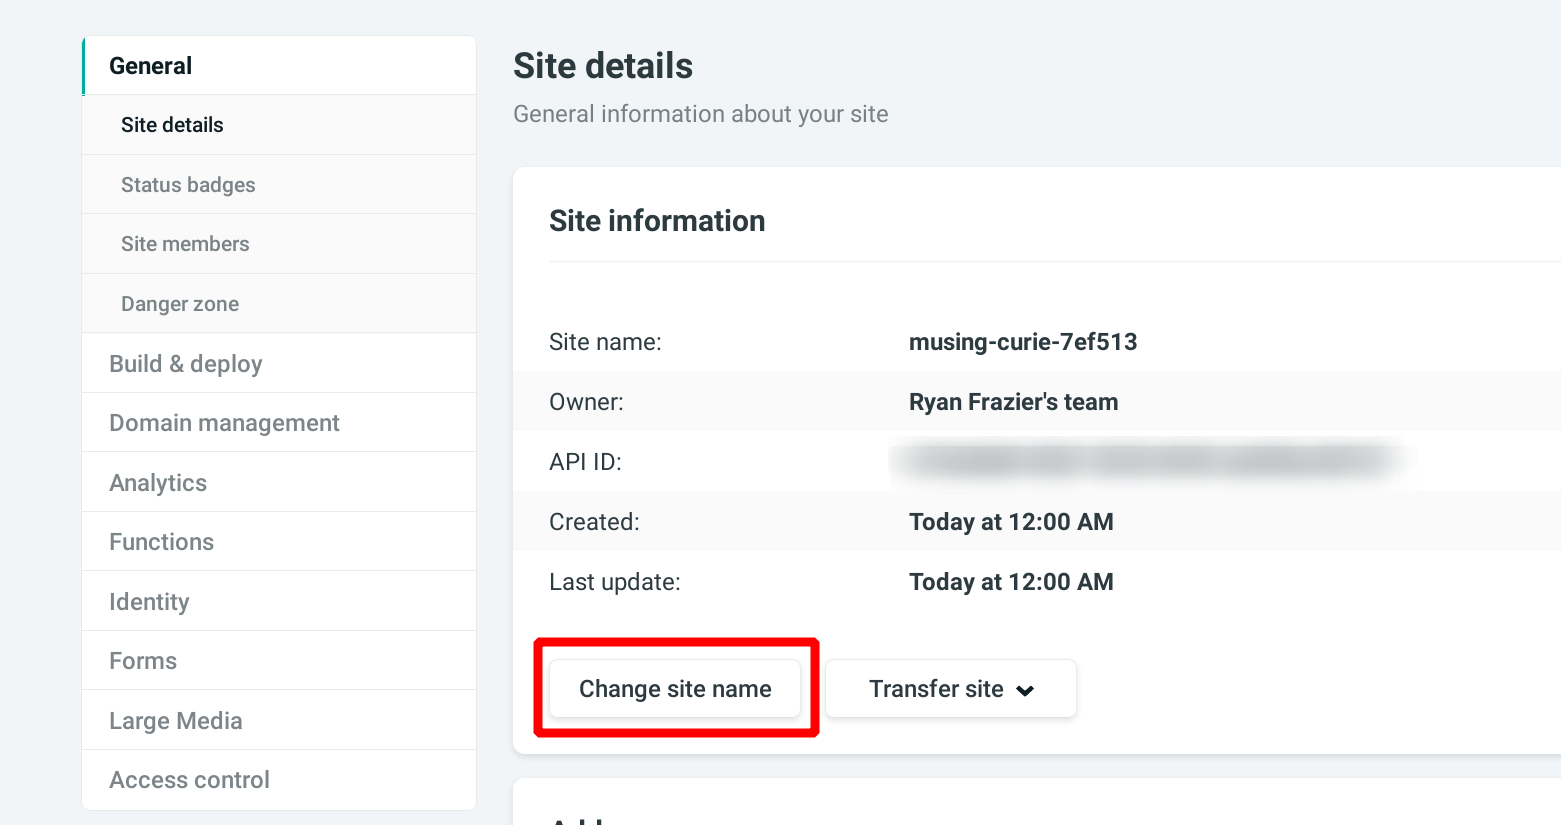 General
Site details
Status badges
Site members
Danger zone
Build & deploy
Domain management
Analytics
Functions
Identity
Forms
Large Media
Access control
Site details
General information about your site
Site information
Site name: musing-curie-7ef513
Owner: Ryan Frazier's team
API ID:
Created: Today at 12:00 AM
Last update: Today at 12:00 AM
Change site name Transfer site